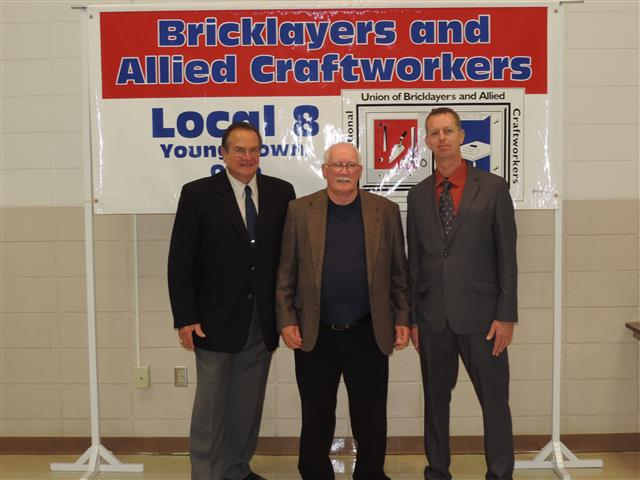 Bricklayers and
Allied Craftworkers
Local 8
Union of Bricklayers and Allied
Craftworkers